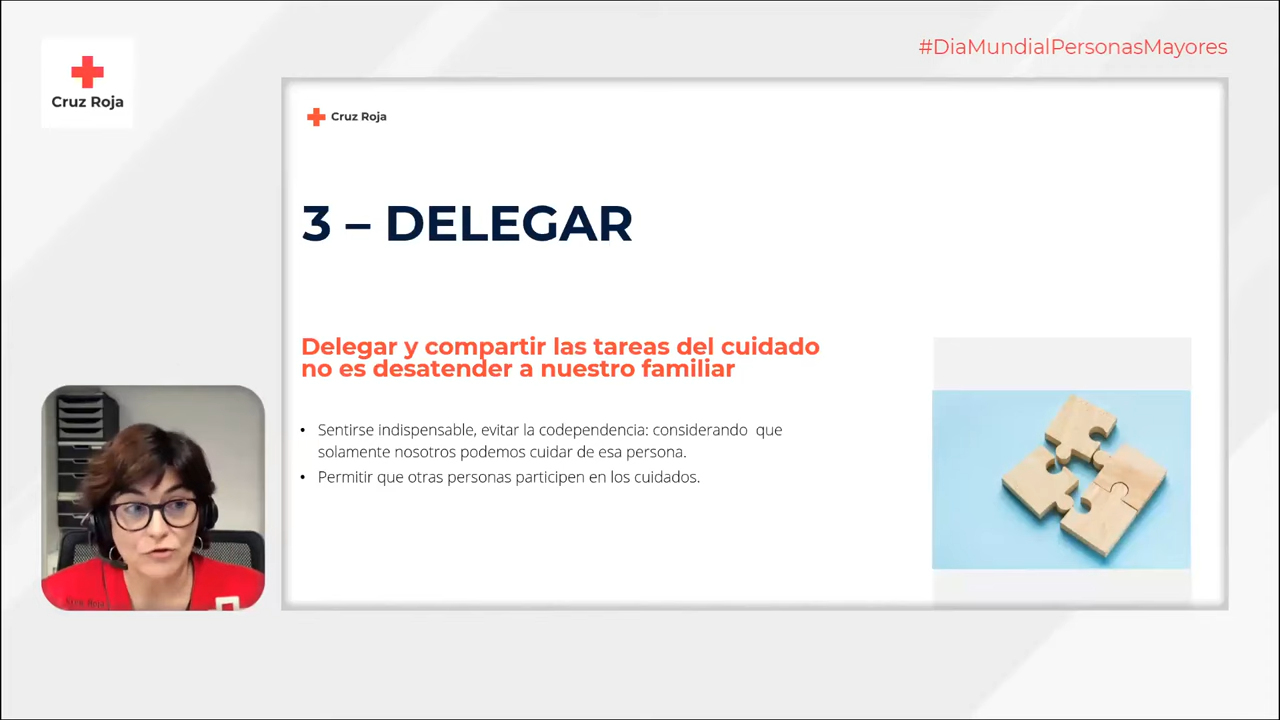 #DiaMundialPersonasMayores
Cruz Roja
Cruz Roja
3 – DELEGAR
Delegar y compartir las tareas del cuidado
no es desatender a nuestro familiar
• Sentirse indispensable, evitar la codependencia: considerando que
solamente nosotros podemos cuidar de esa persona.
• Permitir que otras personas participen en los cuidados.
Cruz Roja